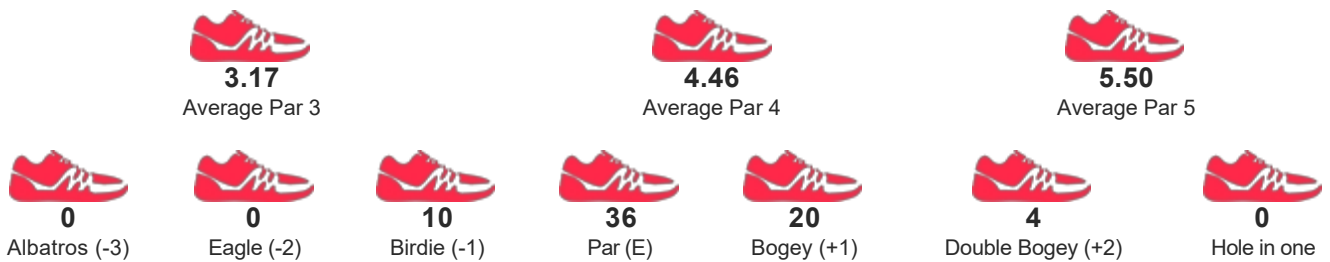 3.17 4.46 5.50
Average Par 3 Average Par 4 Average Par 5
0 0 10 36 20 4 0
Albatros (-3) Eagle (-2) Birdie (-1) Par (E) Bogey (+1) Double Bogey (+2) Hole in one